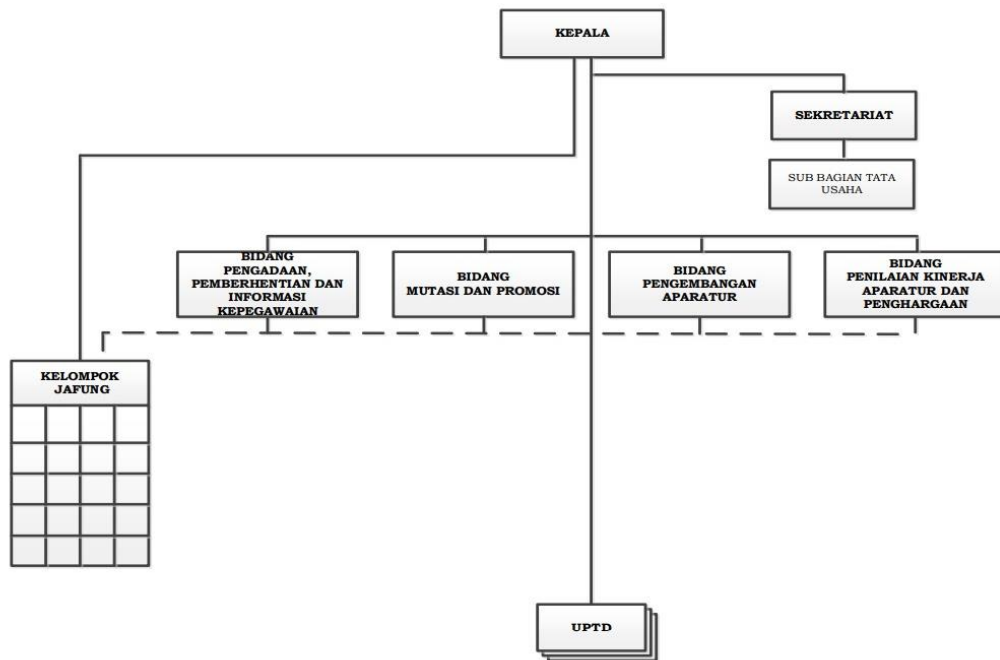 KEPALA
SEKRETARIAT
SUB BAGIAN TATA
USAHA
BIDANG
PENGADAAN,
PEMBERHENTIAN DAN
INFORMASI
KEPEGAWAIAN
BIDANG
MUTASI DAN PROMOSI
BIDANG
PENGEMBANGAN
APARATUR
BIDANG
PENILAIAN KINERJA
APARATUR DAN
PENGHARGAAN
KELOMPOK
JAFUNG
UPTD